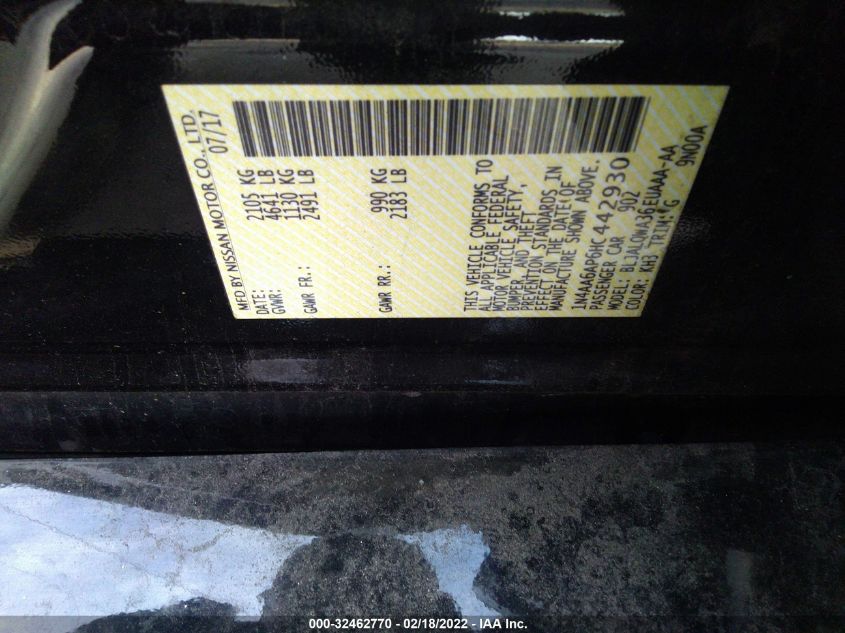 MFD BY NISSAN MOTOR CO., LTD.
DATE: 07/17
GVWR: 2105 KG
4641 LB
GAWR FR.: 1130 KG
2491 LB
GAWR RR.: 990 KG
2183 LB
THIS VEHICLE CONFORMS TO
ALL APPLICABLE FEDERAL
MOTOR VEHICLE SAFETY,
BUMPER AND THEFT
PREVENTION STANDARDS IN
EFFECT ON THE DATE OF
MANUFACTURE SHOWN ABOVE.
1N4AA6AP6HC442930
PASSENGER CAR 902
MODEL:
COLOR: KH3 TRIM: G 9N00A
000-32462770 - 02/18/2022 - IAA Inc.